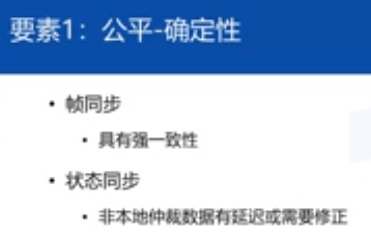 要素1：公平-确定性
• 帧同步
• 具有强一致性
• 状态同步
• 非本地仲裁数据有延迟或需要修正